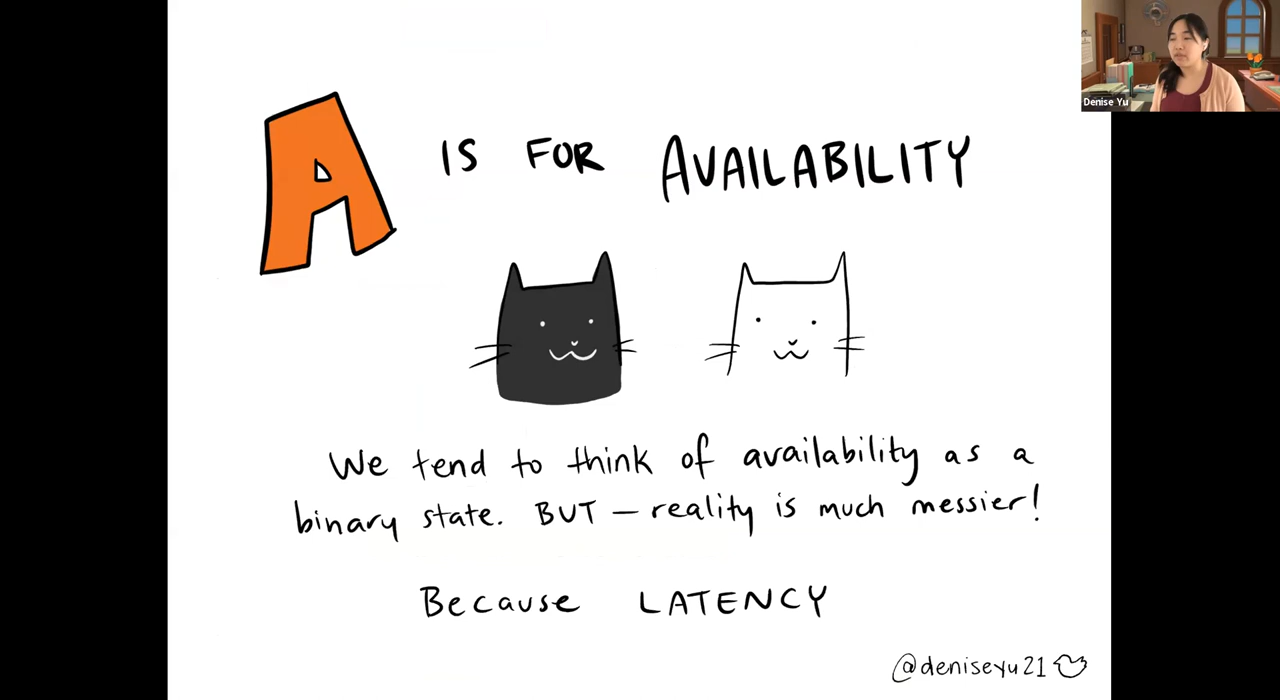 Denise Yu
A IS FOR AVAILABILITY
We tend to think of availability as a
binary state. BUT — reality is much messier!
Because LATENCY
@deniseyu21